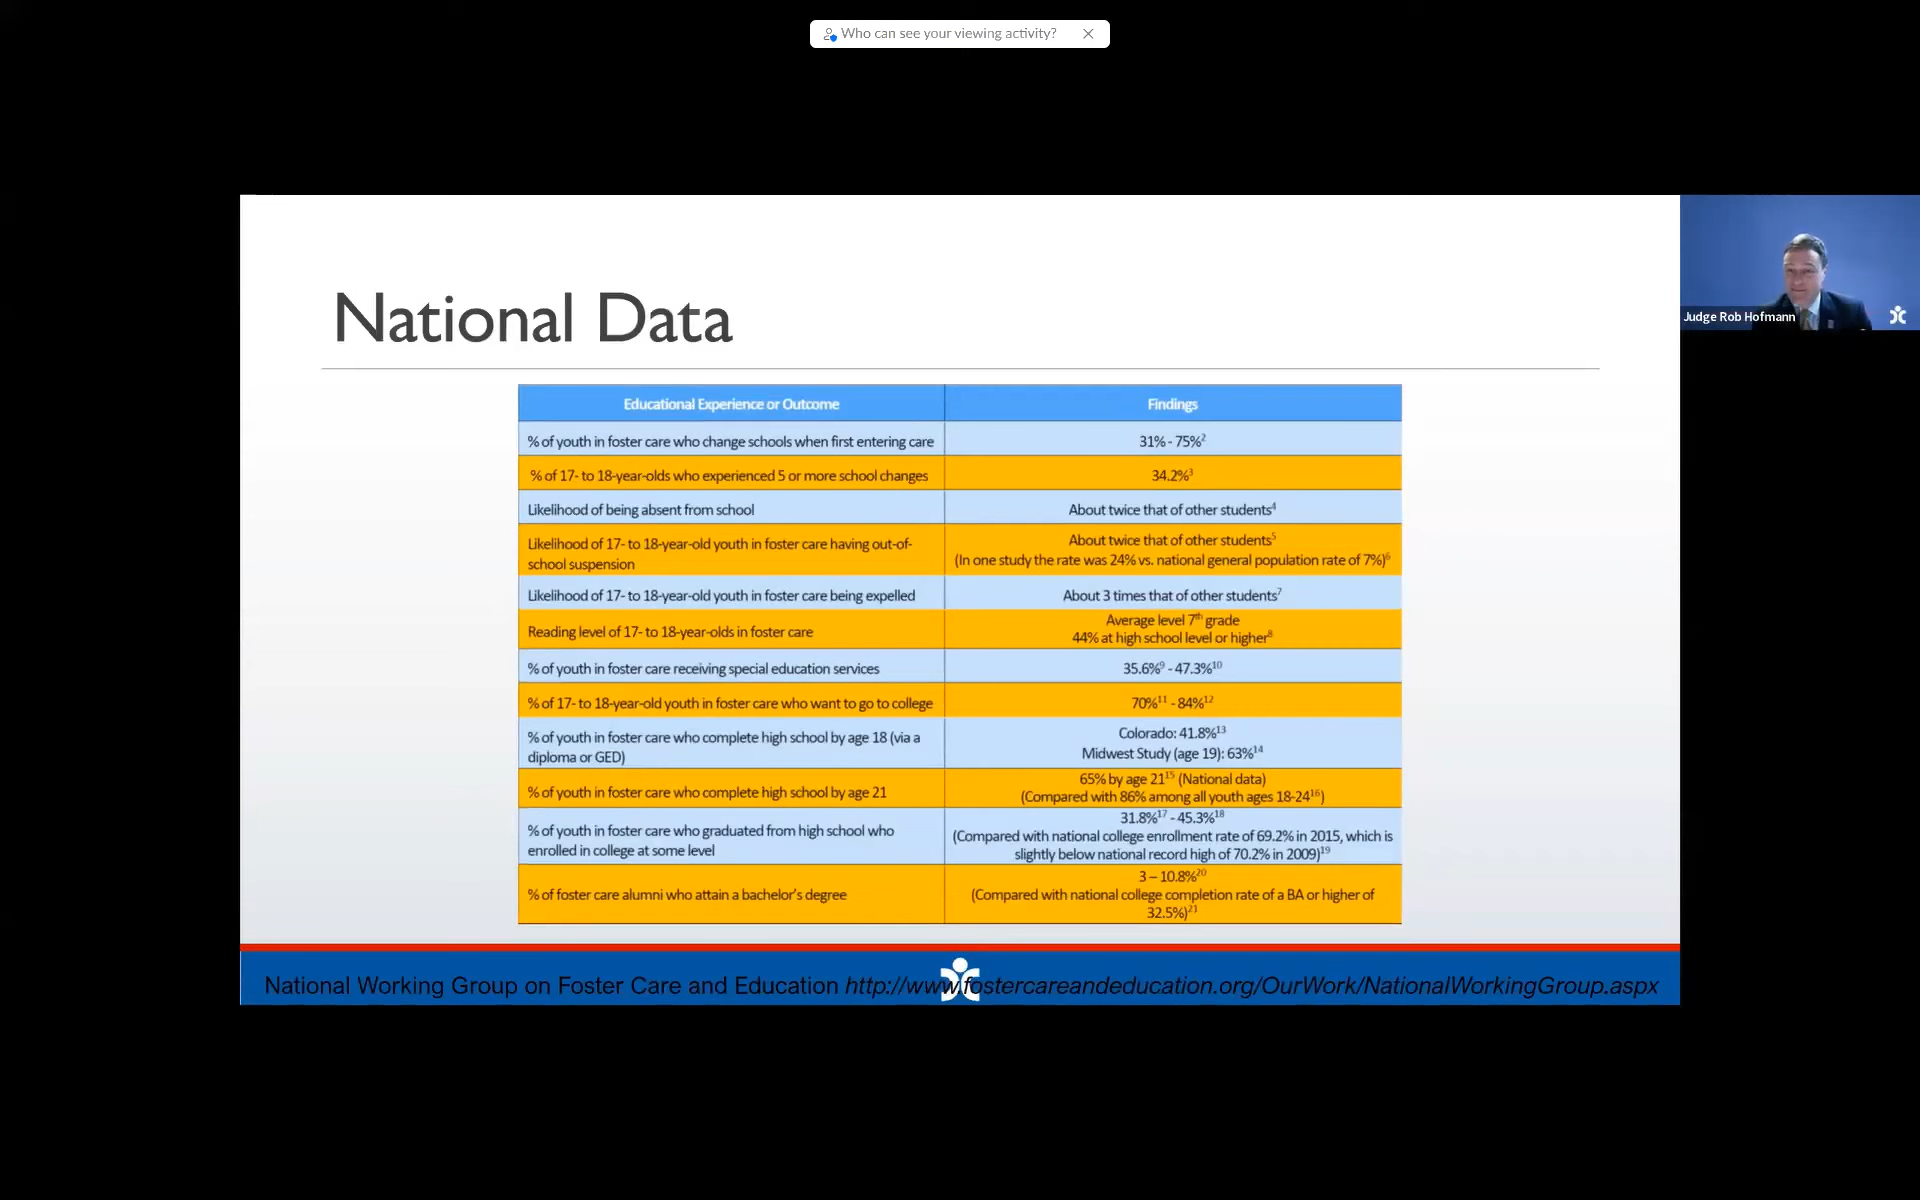 Who can see your viewing activity?
Judge Rob Hofmann
National Data
Educational Experience or Outcome
Findings
% of youth in foster care who change schools when first entering care
31% - 75%²
% of 17- to 18-year-olds who experienced 5 or more school changes
34.2%³
Likelihood of being absent from school
About twice that of other students⁴
Likelihood of 17- to 18-year-old youth in foster care having out-of-
school suspension
About twice that of other students⁵
(In one study the rate was 24% vs. national general population rate of 7%)⁶
Likelihood of 17- to 18-year-old youth in foster care being expelled
About 3 times that of other students⁷
Reading level of 17- to 18-year-olds in foster care
Average level 7th grade
44% at high school level or higher⁸
% of youth in foster care receiving special education services
35.6%⁹ - 47.3%¹⁰
% of 17- to 18-year-old youth in foster care who want to go to college
70%¹¹ - 84%¹²
% of youth in foster care who complete high school by age 18 (via a
diploma or GED)
Colorado: 41.8%¹³
Midwest Study (age 19): 63%¹⁴
% of youth in foster care who complete high school by age 21
65% by age 21¹⁵ (National data)
(Compared with 86% among all youth ages 18-24¹⁶)
% of youth in foster care who graduated from high school who
enrolled in college at some level
31.8%¹⁷ - 45.3%¹⁸
(Compared with national college enrollment rate of 69.2% in 2015, which is
slightly below national record high of 70.2% in 2009)¹⁹
% of foster care alumni who attain a bachelor's degree
3 – 10.8%²⁰
(Compared with national college completion rate of a BA or higher of
32.5%)²¹
National Working Group on Foster Care and Education http://www.fostercareandeducation.org/OurWork/NationalWorkingGroup.aspx